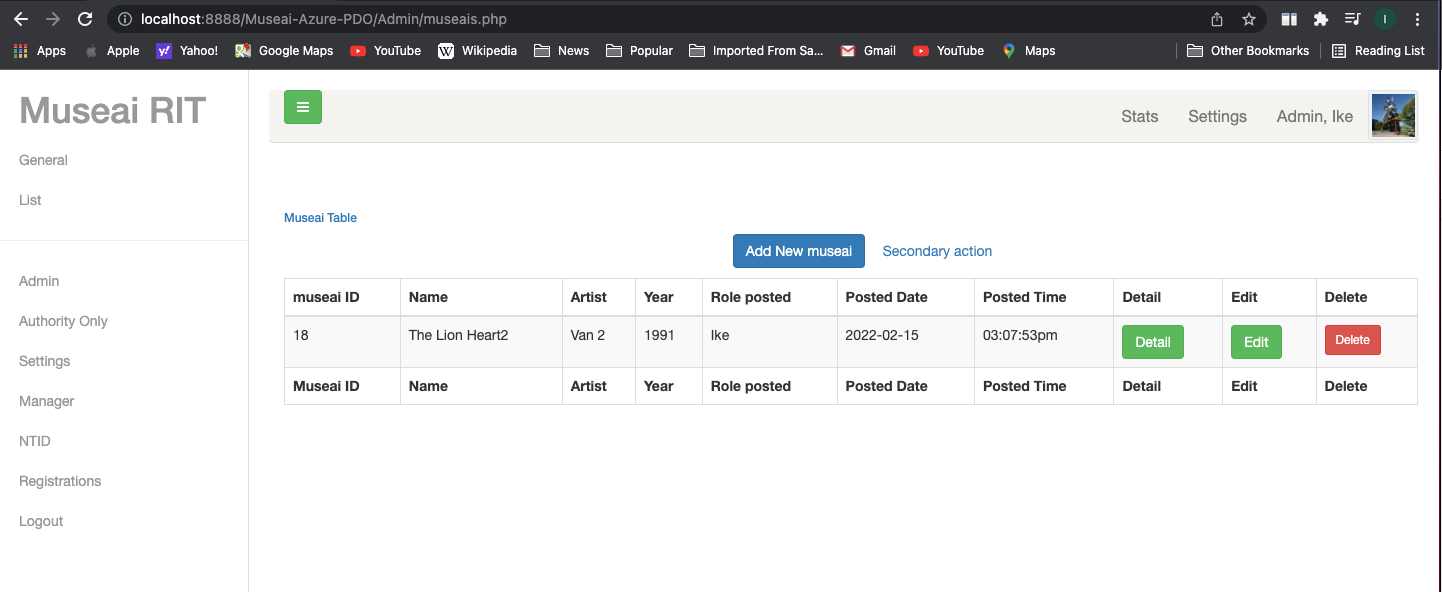 localhost:8888/Museai-Azure-PDO/Admin/museais.php I
Apps Apple y! Yahoo! Google Maps YouTube W Wikipedia News Popular Imported From Sa... Gmail YouTube Maps Other Bookmarks Reading List
Museai RIT
General
List
Admin
Authority Only
Settings
Manager
NTID
Registrations
Logout
Stats Settings Admin, Ike
Museai Table
Add New museai Secondary action
museai ID Name Artist Year Role posted Posted Date Posted Time Detail Edit Delete
18 The Lion Heart2 Van 2 1991 Ike 2022-02-15 03:07:53pm Detail Edit Delete
Museai ID Name Artist Year Role posted Posted Date Posted Time Detail Edit Delete